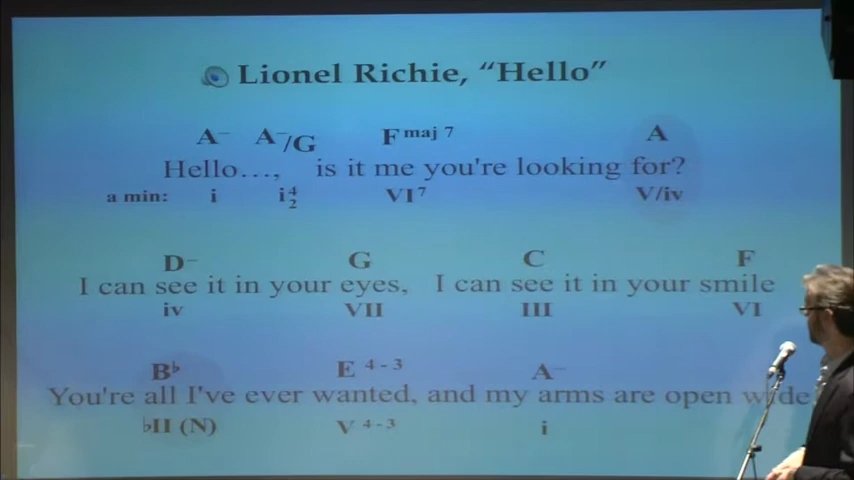 Lionel Richie, “Hello”
A⁻ A⁻/G F maj 7 A
Hello…, is it me you're looking for?
a min: i i⁴₂ VI⁷ V/iv
D⁻ G C F
I can see it in your eyes, I can see it in your smile
iv VII III VI
B♭ E 4-3 A⁻
You're all I've ever wanted, and my arms are open wide
♭II (N) V 4-3 i